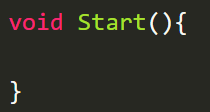 void Start(){
}